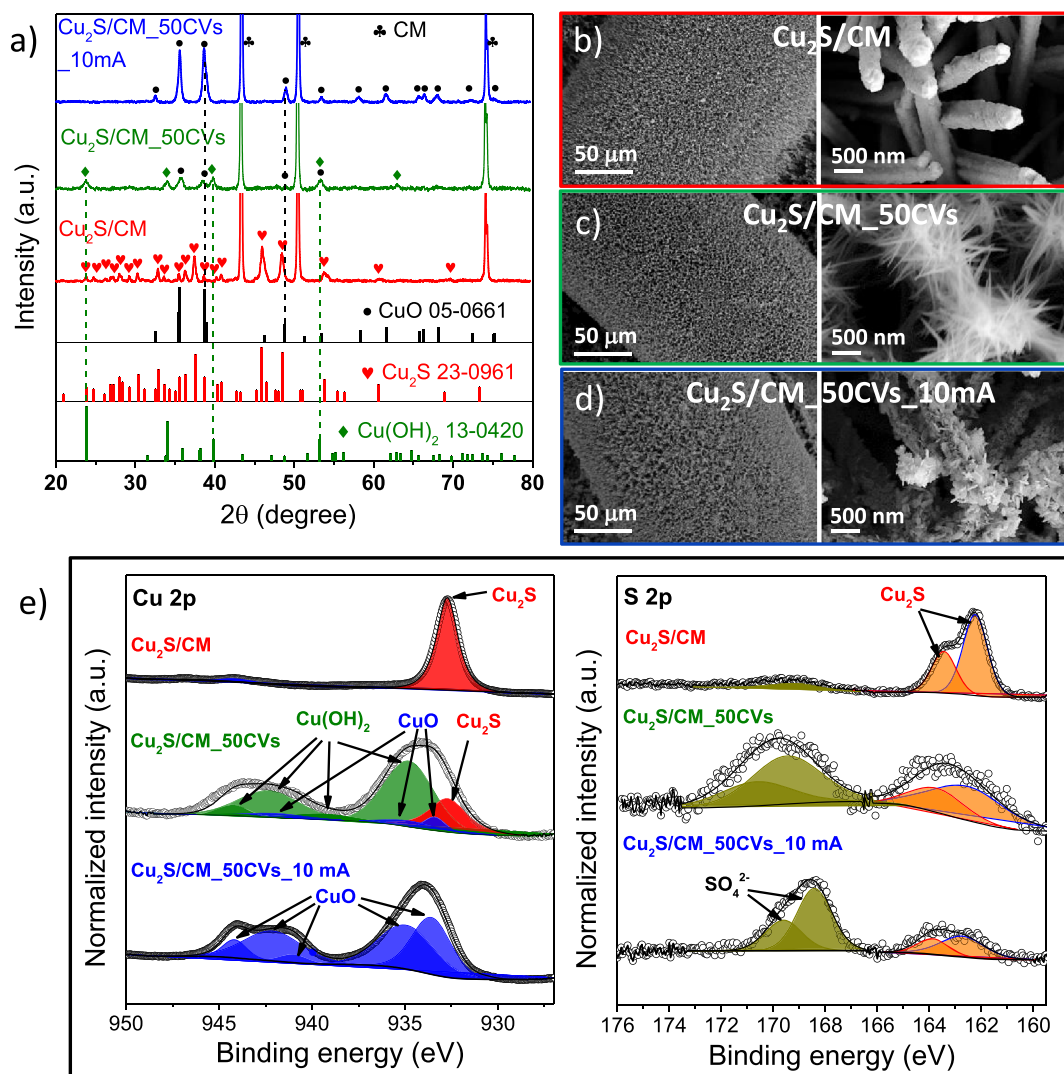 a)
Cu₂S/CM_50CVs
_10mA
♣ CM
Cu₂S/CM_50CVs
Cu₂S/CM
● CuO 05-0661
♥ Cu₂S 23-0961
♦ Cu(OH)₂ 13-0420
Intensity (a.u.)
20 30 40 50 60 70 80
2θ (degree)
b)
Cu₂S/CM
50 μm
500 nm
c)
Cu₂S/CM_50CVs
50 μm
500 nm
d)
Cu₂S/CM_50CVs_10mA
50 μm
500 nm
e)
Cu 2p
Cu₂S
Cu₂S/CM
Cu(OH)₂
CuO
Cu₂S
Cu₂S/CM_50CVs
Cu₂S/CM_50CVs_10 mA
CuO
Normalized intensity (a.u.)
950 945 940 935 930
Binding energy (eV)
S 2p
Cu₂S
Cu₂S/CM
Cu₂S/CM_50CVs
Cu₂S/CM_50CVs_10 mA
SO₄²⁻
Normalized intensity (a.u.)
176 174 172 170 168 166 164 162 160
Binding energy (eV)